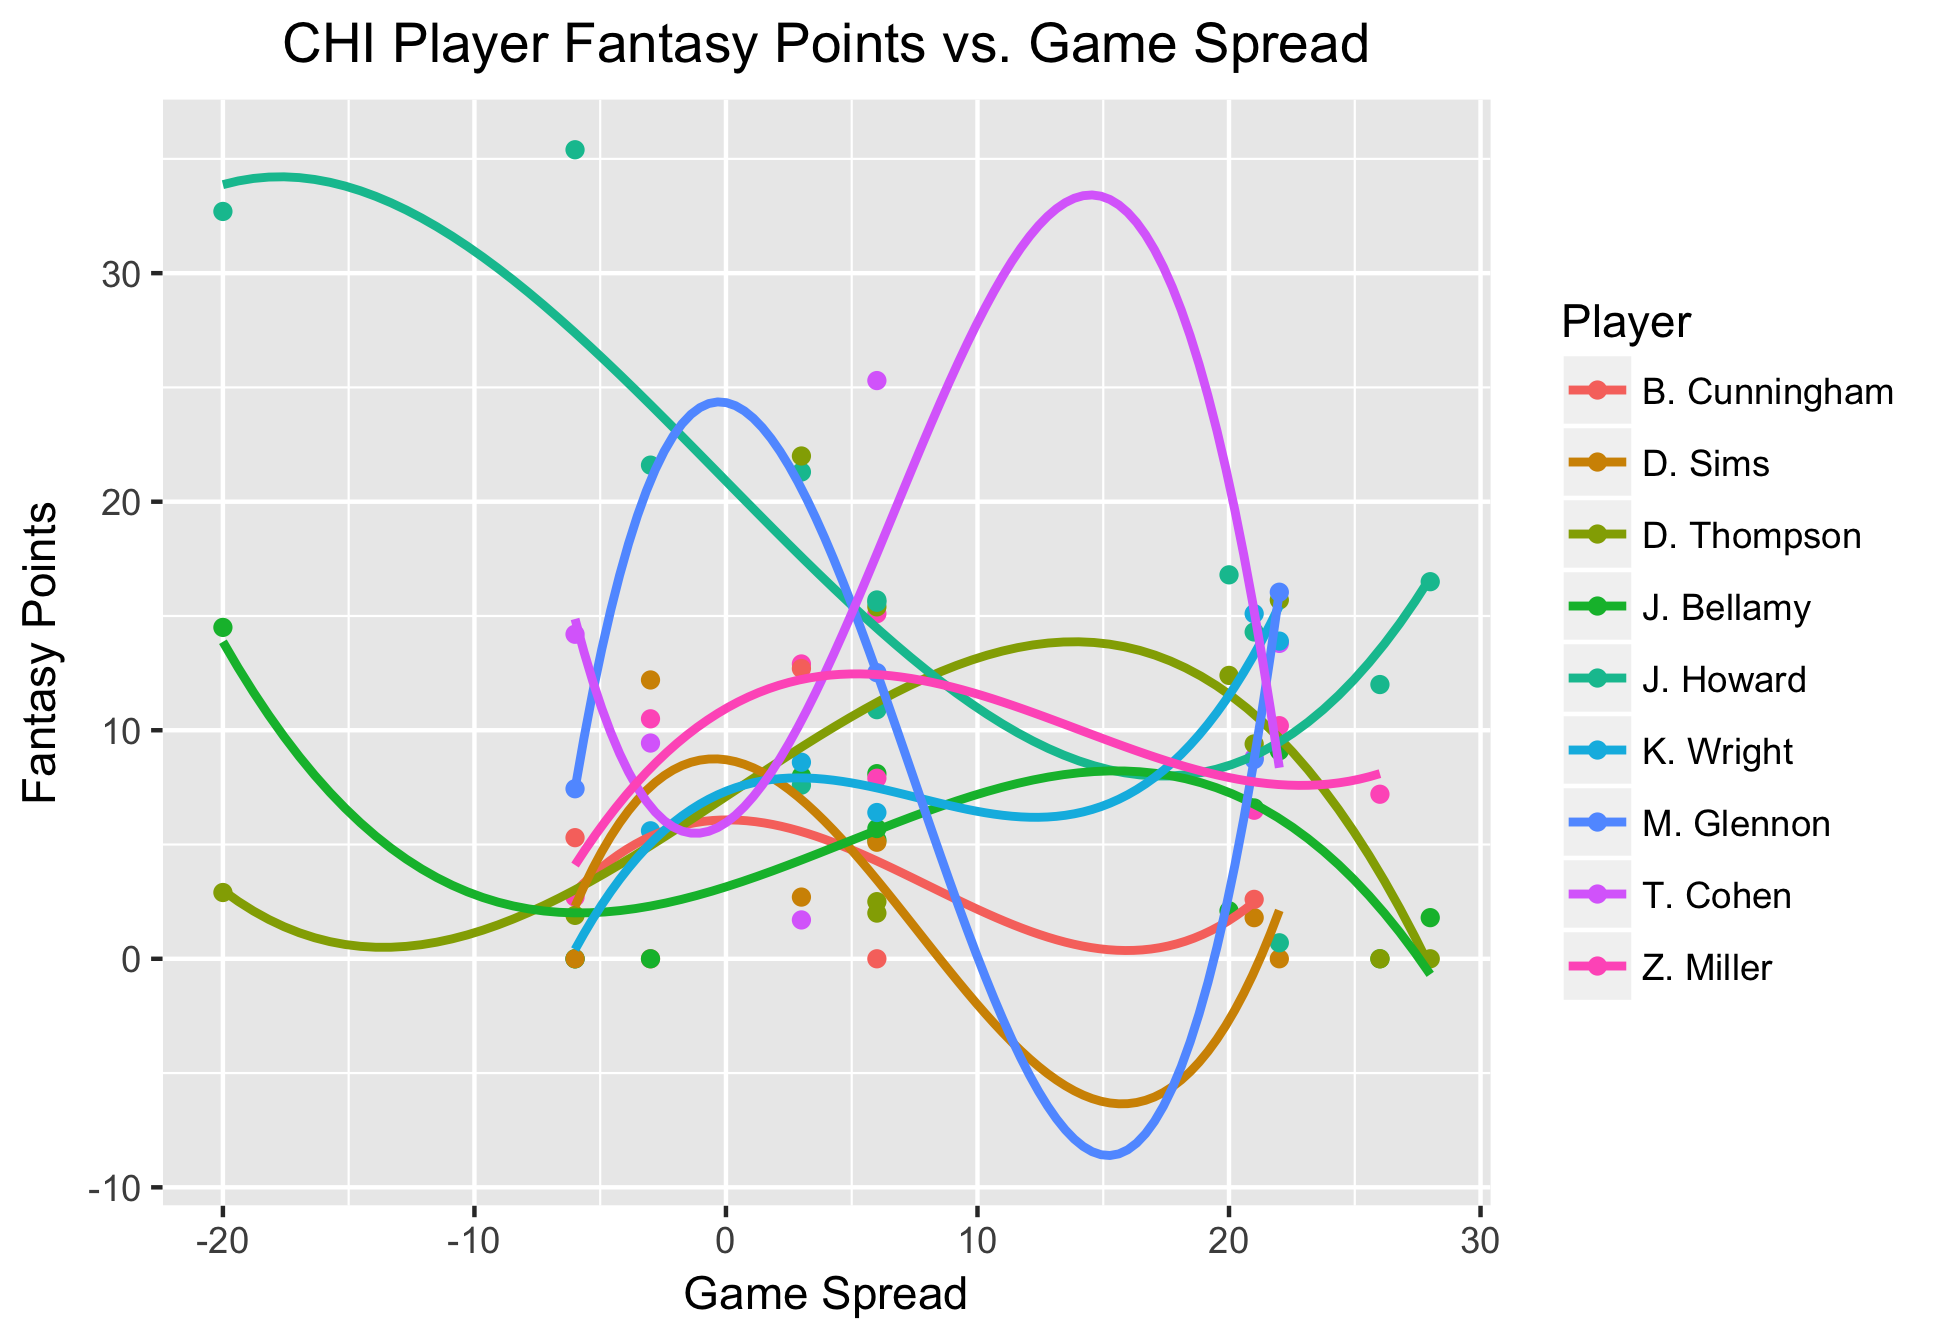 CHI Player Fantasy Points vs. Game Spread
Fantasy Points
30
20
10
0
-10
-20
-10
0
10
20
30
Game Spread
Player
B. Cunningham
D. Sims
D. Thompson
J. Bellamy
J. Howard
K. Wright
M. Glennon
T. Cohen
Z. Miller